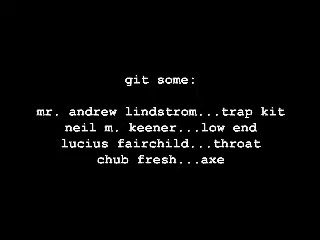 git some:
mr. andrew lindstrom...trap kit
neil m. keener...low end
lucius fairchild...throat
chub fresh...axe